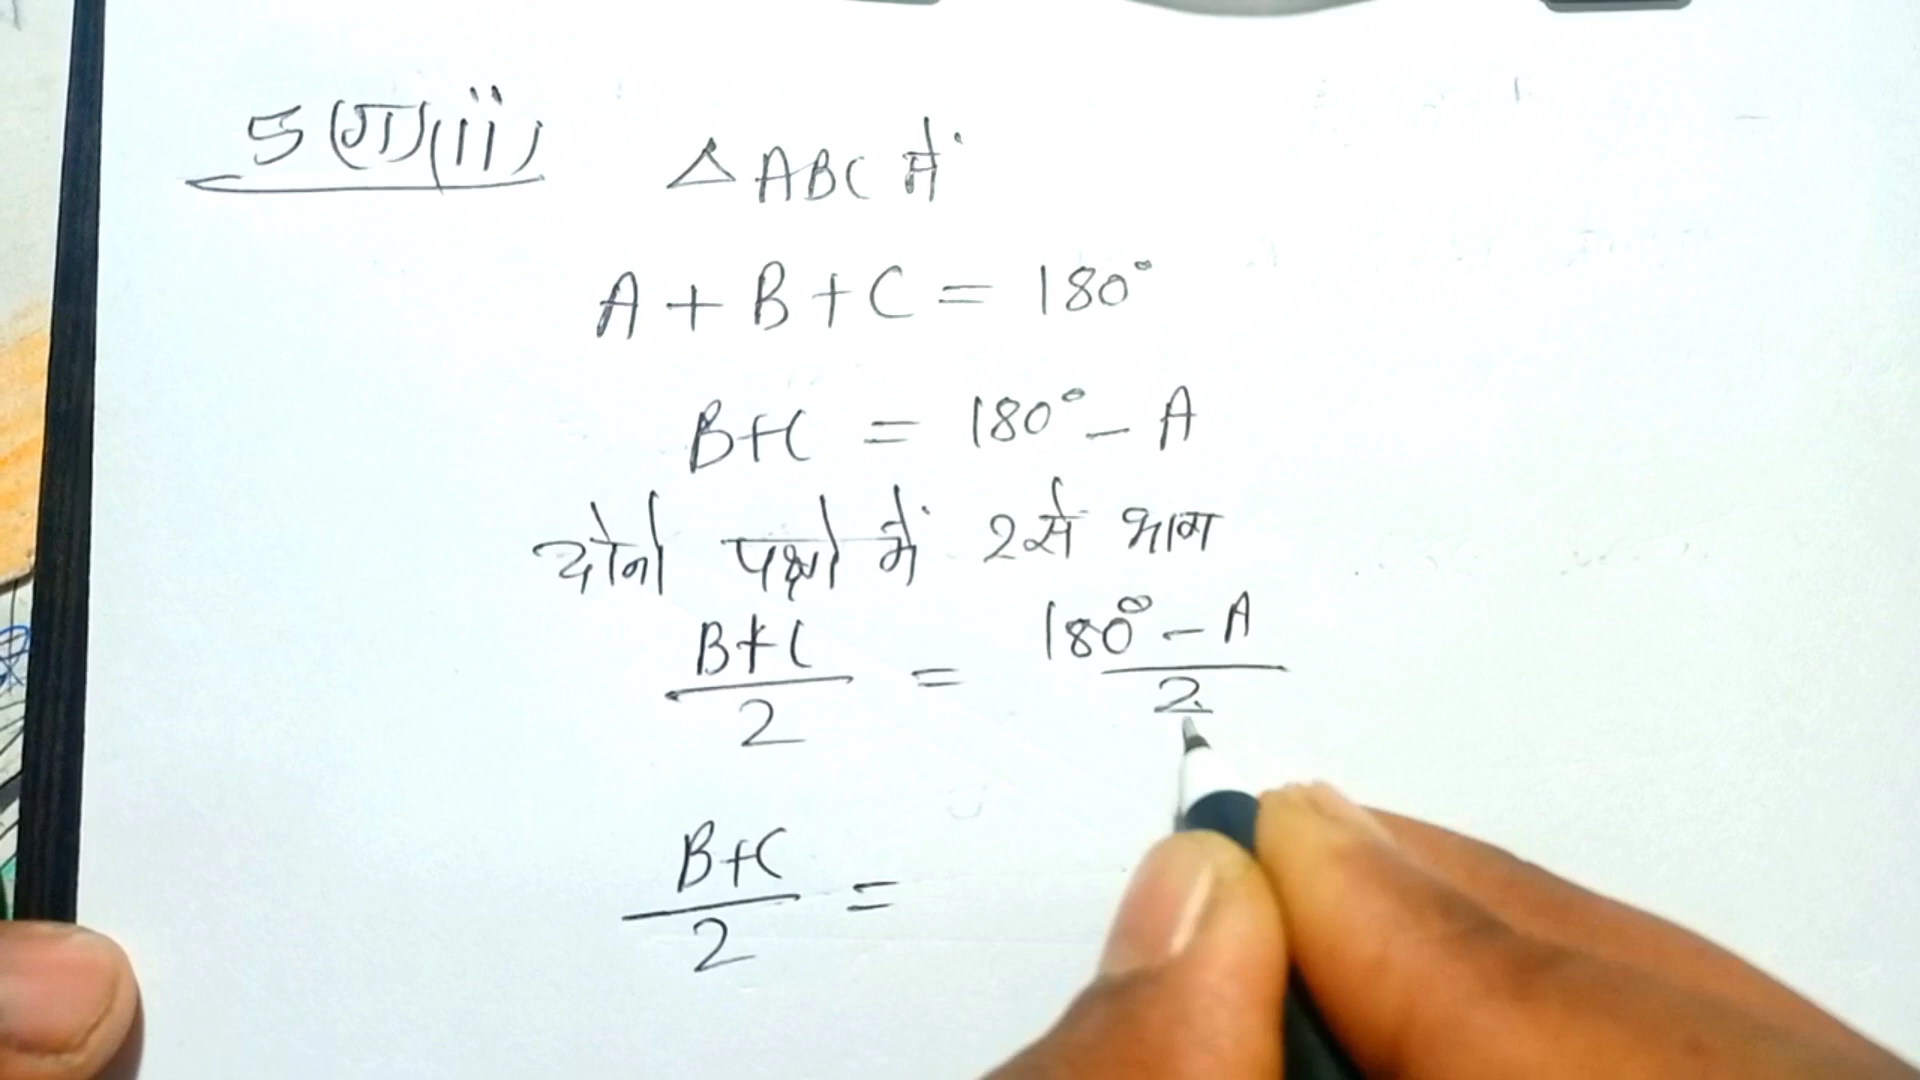 5 (ग) (ii) △ ABC में
A + B + C = 180°
B+C = 180° - A
दोनों पक्षों में 2 से भाग
B+C/2 = 180° - A/2
B+C/2 =